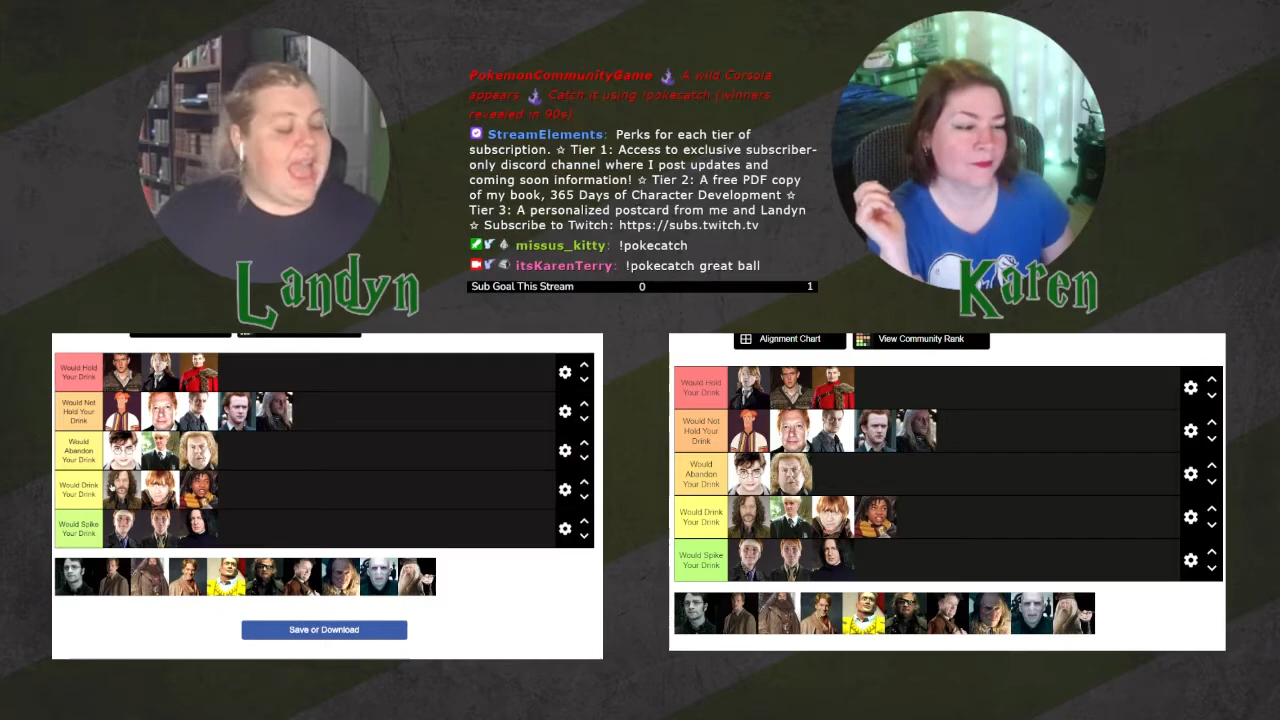 PokemonCommunityGame A wild Cursola
appears Catch it using !pokecatch (winners
revealed in 90s)
StreamElements: Perks for each tier of
subscription. ☆ Tier 1: Access to exclusive subscriber-
only discord channel where I post updates and
coming soon information! ☆ Tier 2: A free PDF copy
of my book, 365 Days of Character Development ☆
Tier 3: A personalized postcard from me and Landyn
☆ Subscribe to Twitch: https://subs.twitch.tv
missus_kitty: !pokecatch
itsKarenTerry: !pokecatch great ball
Sub Goal This Stream 0 1
Landyn
Karen
Would Hold
Your Drink
Would Not
Hold Your
Drink
Would
Abandon
Your Drink
Would Drink
Your Drink
Would Spike
Your Drink
Save or Download
Alignment Chart
View Community Rank
Would Hold
Your Drink
Would Not
Hold Your
Drink
Would
Abandon
Your Drink
Would Drink
Your Drink
Would Spike
Your Drink